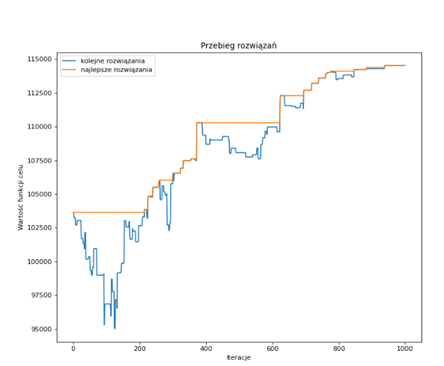 Przebieg rozwiązań
kolejne rozwiązania
najlepsze rozwiązania
Wartość funkcji celu
115000
112500
110000
107500
105000
102500
100000
97500
95000
0 200 400 600 800 1000
Iteracje